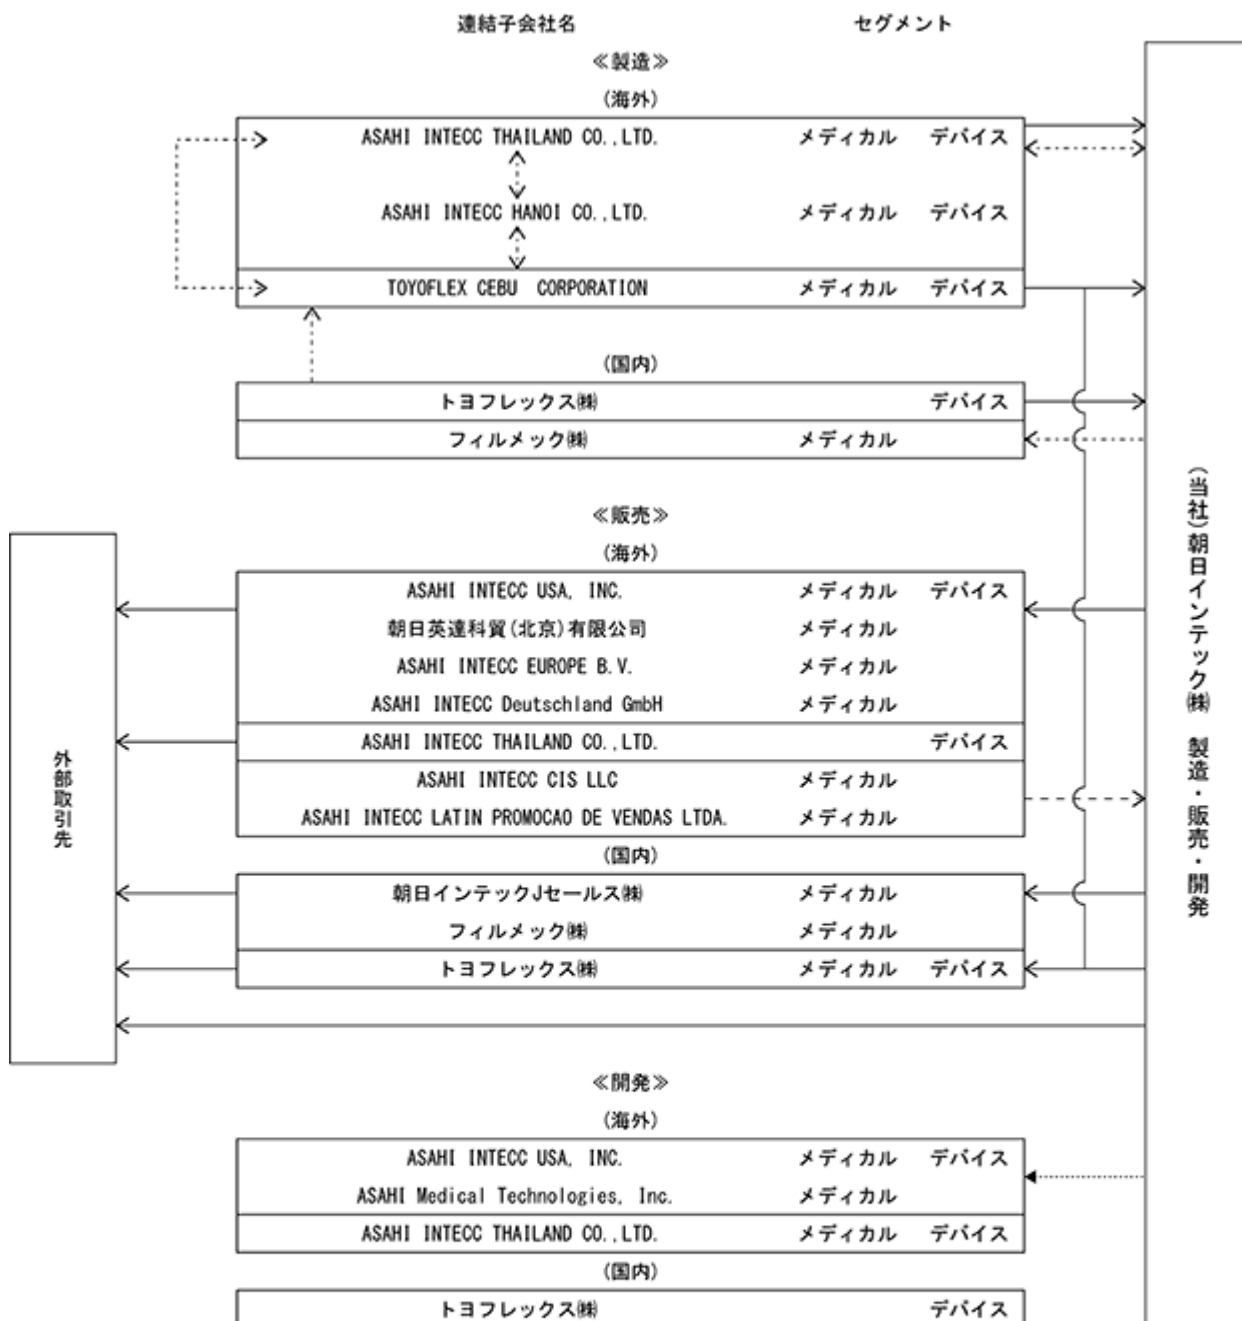 連結子会社名 セグメント
≪製造≫
(海外)
ASAHI INTECC THAILAND CO.,LTD. メディカル デバイス
ASAHI INTECC HANOI CO.,LTD. メディカル デバイス
TOYOFLEX CEBU CORPORATION メディカル デバイス
(国内)
トヨフレックス㈱ デバイス
フィルメック㈱ メディカル
≪販売≫
(海外)
ASAHI INTECC USA, INC. メディカル デバイス
朝日英達科貿(北京)有限公司 メディカル
ASAHI INTECC EUROPE B.V. メディカル
ASAHI INTECC Deutschland GmbH メディカル
ASAHI INTECC THAILAND CO.,LTD. デバイス
ASAHI INTECC CIS LLC メディカル
ASAHI INTECC LATIN PROMOCAO DE VENDAS LTDA. メディカル
(国内)
朝日インテックJセールス㈱ メディカル
フィルメック㈱ メディカル
トヨフレックス㈱ メディカル デバイス
≪開発≫
(海外)
ASAHI INTECC USA, INC. メディカル デバイス
ASAHI Medical Technologies, Inc. メディカル
ASAHI INTECC THAILAND CO.,LTD. メディカル デバイス
(国内)
トヨフレックス㈱ デバイス
外部取引先
(当社)朝日インテック㈱ 製造・販売・開発